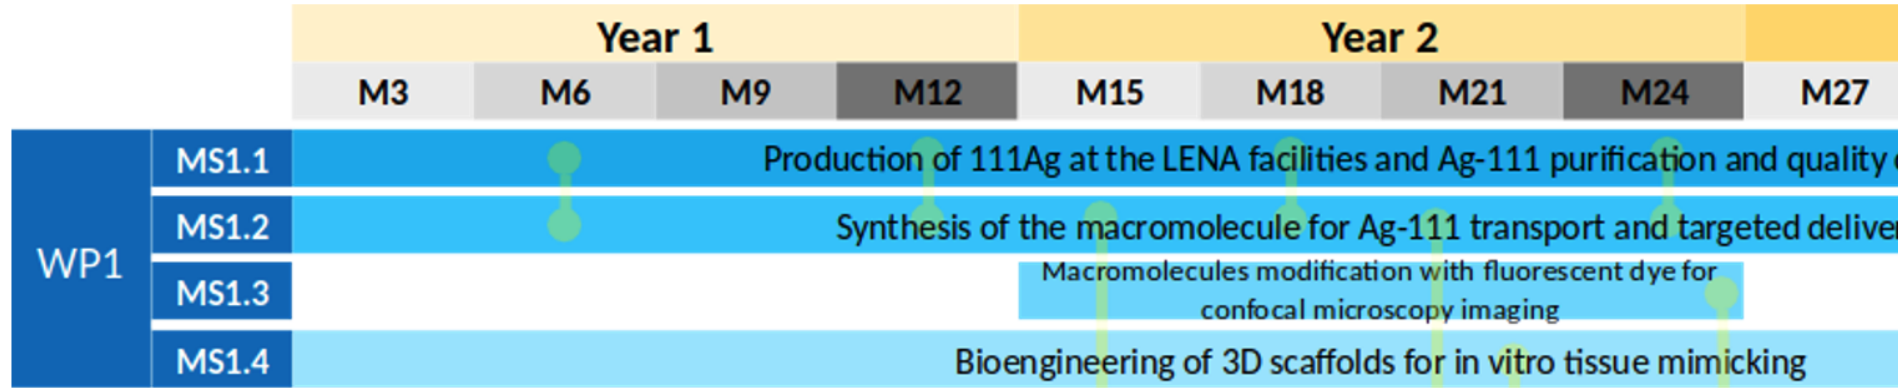 Year 1 Year 2
M3 M6 M9 M12 M15 M18 M21 M24 M27
MS1.1 Production of 111Ag at the LENA facilities and Ag-111 purification and quality
MS1.2 Synthesis of the macromolecule for Ag-111 transport and targeted
WP1
MS1.3 Macromolecules modification with fluorescent dye for
confocal microscopy imaging
MS1.4 Bioengineering of 3D scaffolds for in vitro tissue mimicking